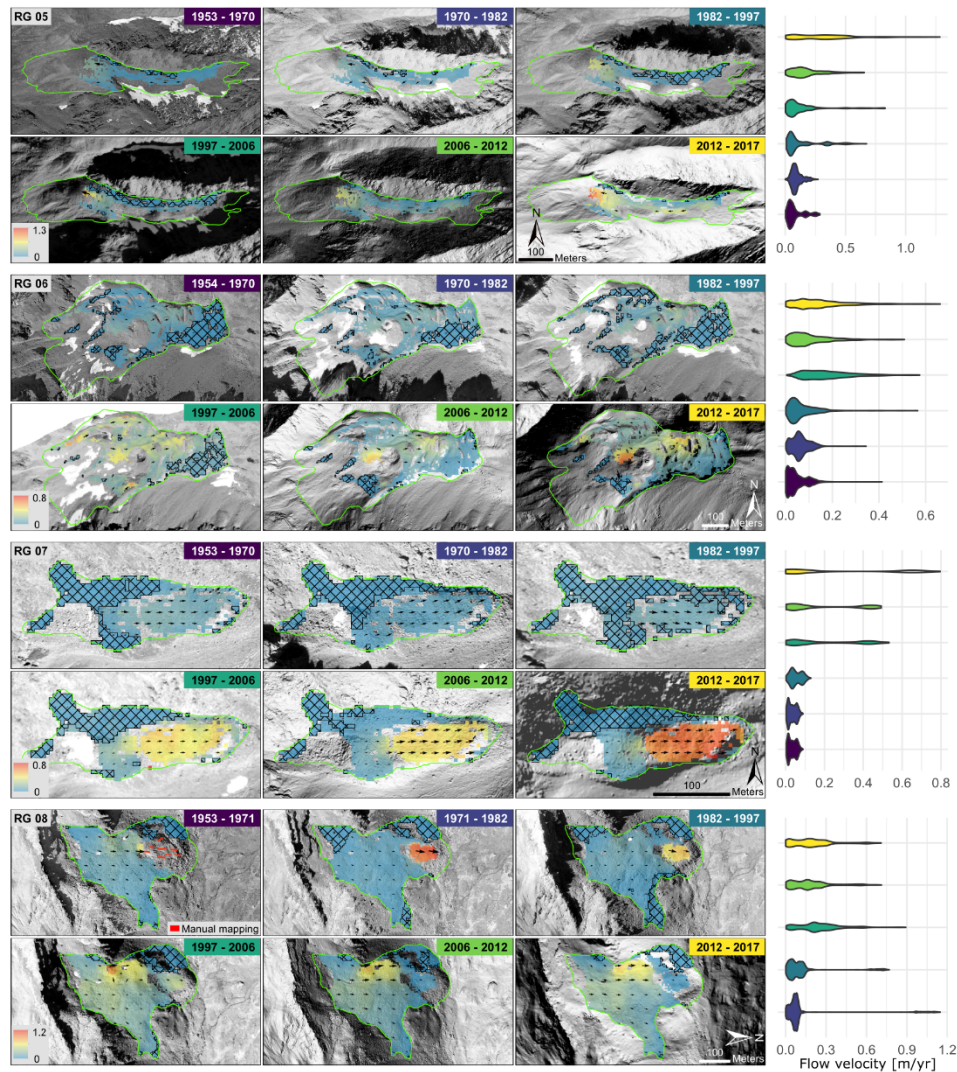 RG 05
1953 - 1970
1970 - 1982
1982 - 1997
1997 - 2006
2006 - 2012
2012 - 2017
1.3
0
N
100
Meters
0.0
0.5
1.0
RG 06
1954 - 1970
1970 - 1982
1982 - 1997
1997 - 2006
2006 - 2012
2012 - 2017
0.8
0
N
100
Meters
0.0
0.2
0.4
0.6
RG 07
1953 - 1970
1970 - 1982
1982 - 1997
1997 - 2006
2006 - 2012
2012 - 2017
0.8
0
N
100
Meters
0.0
0.2
0.4
0.6
0.8
RG 08
1953 - 1971
1971 - 1982
1982 - 1997
Manual mapping
1997 - 2006
2006 - 2012
2012 - 2017
1.2
0
N
100
Meters
0.0
0.3
0.6
0.9
1.2
Flow velocity [m/yr]